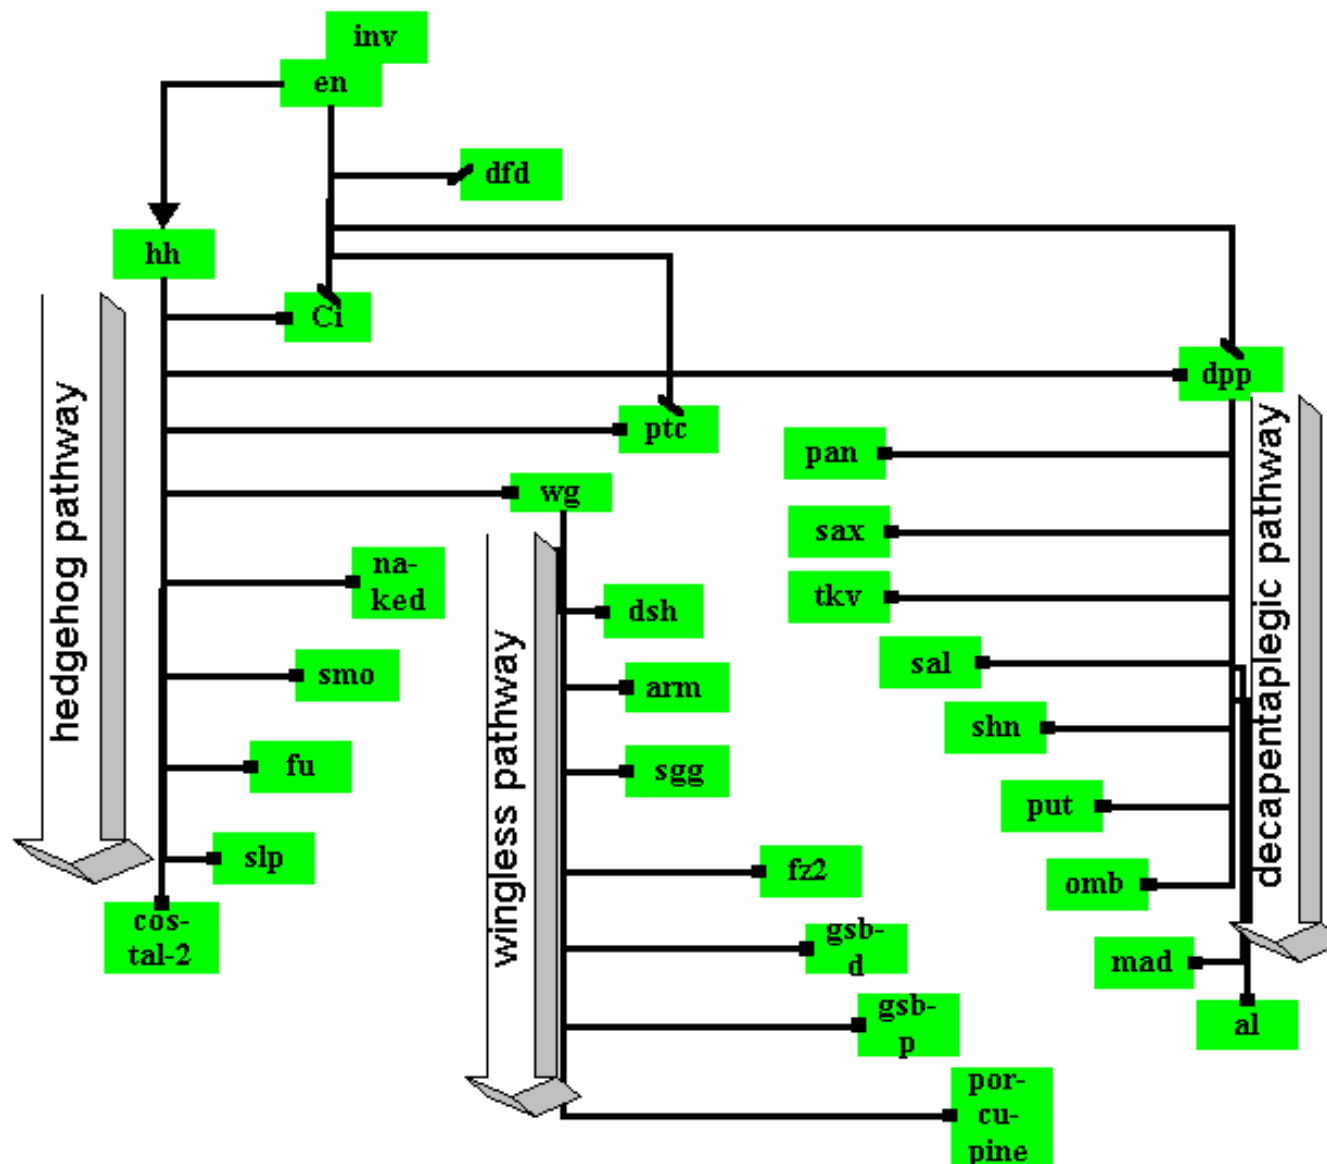 inv
en
dfd
hh
Ci
dpp
ptc
pan
wg
sax
na-
ked
tkv
dsh
sal
smo
arm
shn
fu
sgg
put
slp
fz2
omb
cos-
tal-2
gsb-
d
mad
gsb-
p
al
por-
cu-
pine
hedgehog pathway
wingless pathway
decapentaplegic pathway